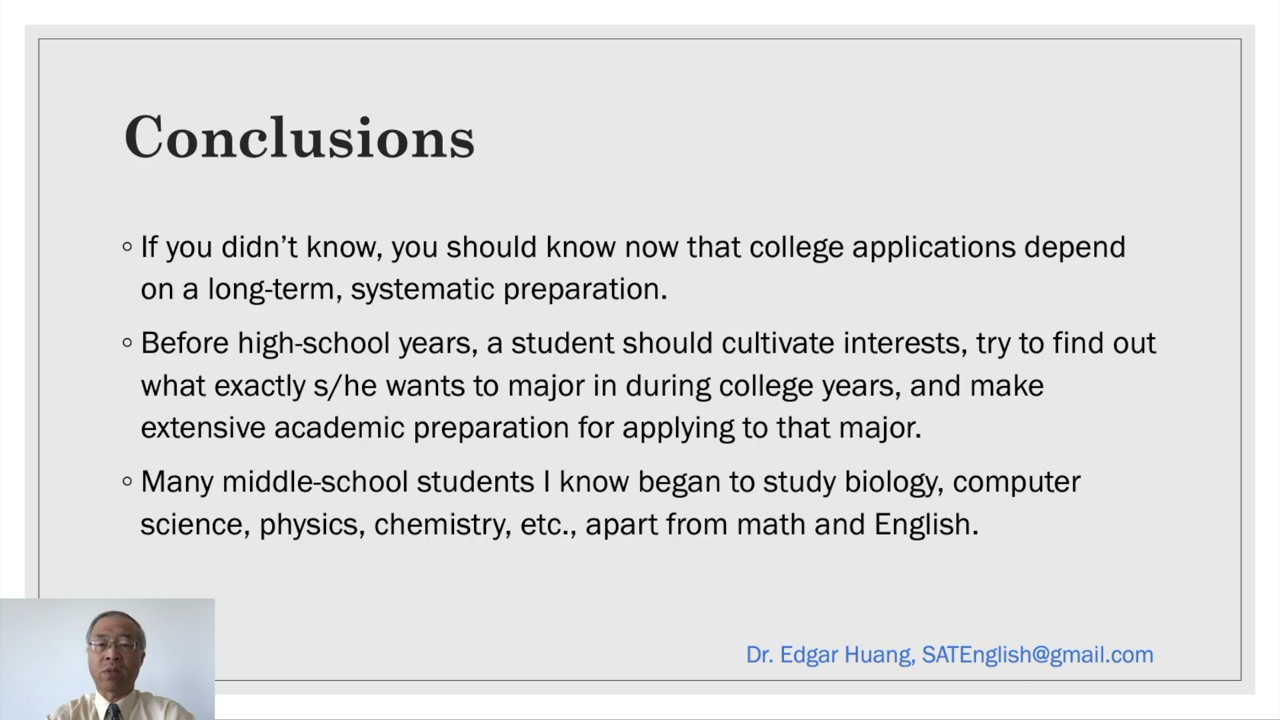 Conclusions
◦ If you didn’t know, you should know now that college applications depend
on a long-term, systematic preparation.
◦ Before high-school years, a student should cultivate interests, try to find out
what exactly s/he wants to major in during college years, and make
extensive academic preparation for applying to that major.
◦ Many middle-school students I know began to study biology, computer
science, physics, chemistry, etc., apart from math and English.
Dr. Edgar Huang, SATEnglish@gmail.com